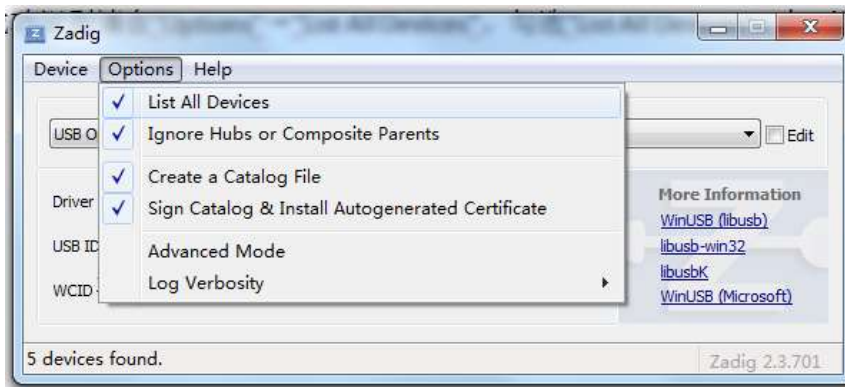 Zadig
Device Options Help
List All Devices
USB O
Ignore Hubs or Composite Parents
Edit
Create a Catalog File
Driver
Sign Catalog & Install Autogenerated Certificate
More Information
WinUSB (libusb)
USB ID
Advanced Mode
libusb-win32
WCID
Log Verbosity
libusbK
WinUSB (Microsoft)
5 devices found.
Zadig 2.3.701